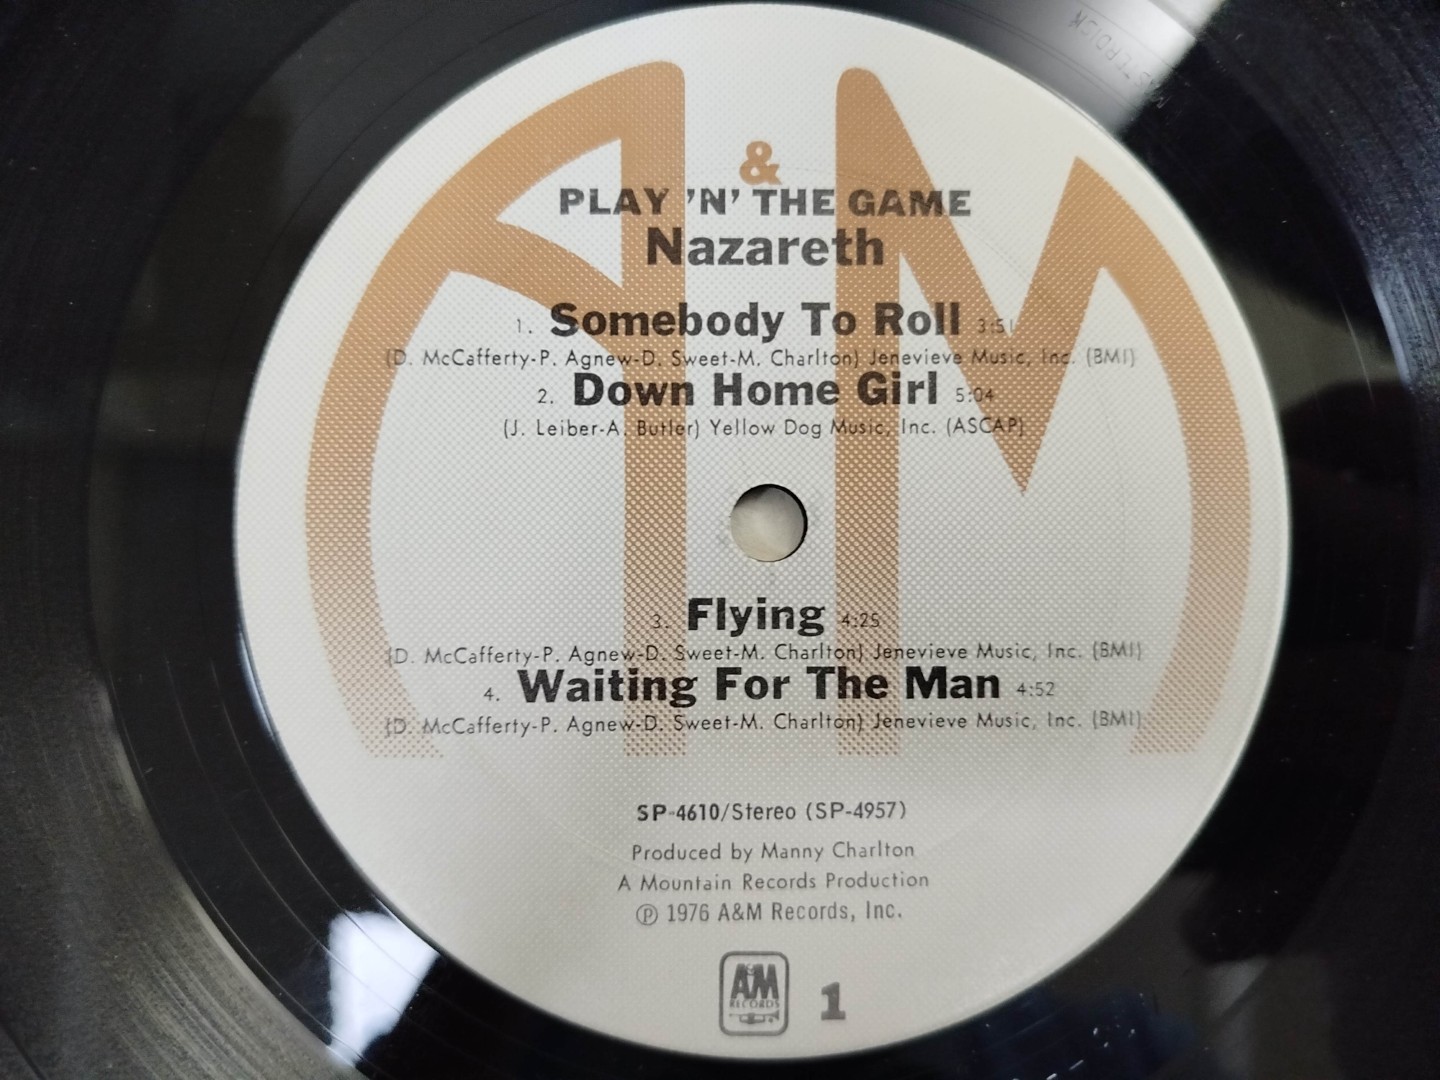 MASTERDISK
&
PLAY 'N' THE GAME
Nazareth
1. Somebody To Roll 3:51
(D. McCafferty-P. Agnew-D. Sweet-M. Charlton) Jenevieve Music, Inc. (BMI)
2. Down Home Girl 5:04
(J. Leiber-A. Butler) Yellow Dog Music, Inc. (ASCAP)
3. Flying 4:25
(D. McCafferty-P. Agnew-D. Sweet-M. Charlton) Jenevieve Music, Inc. (BMI)
4. Waiting For The Man 4:52
(D. McCafferty-P. Agnew-D. Sweet-M. Charlton) Jenevieve Music, Inc. (BMI)
SP-4610/Stereo (SP-4957)
Produced by Manny Charlton
A Mountain Records Production
Ⓟ 1976 A&M Records, Inc.
A&M
RECORDS
1